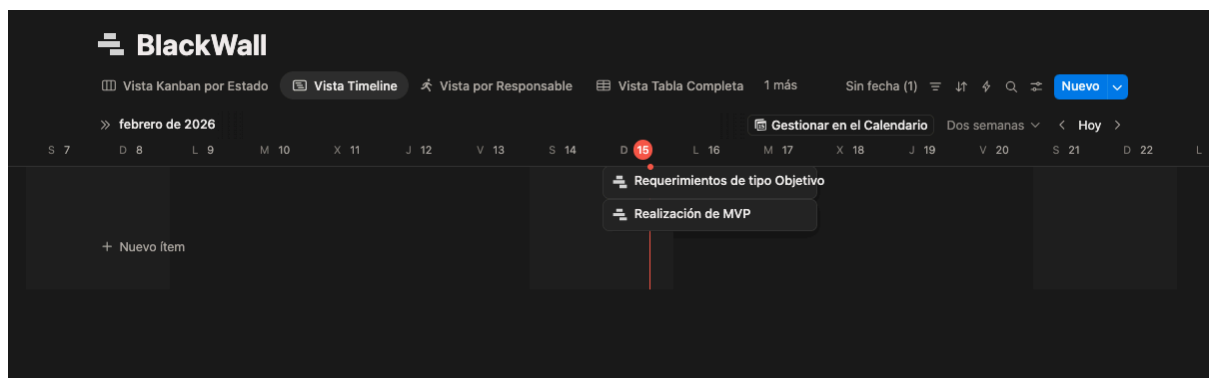 BlackWall
Vista Kanban por Estado Vista Timeline Vista por Responsable Vista Tabla Completa 1 más Sin fecha (1) Nuevo
febrero de 2026 Gestionar en el Calendario Dos semanas Hoy
S 7 D 8 L 9 M 10 X 11 J 12 V 13 S 14 D 15 L 16 M 17 X 18 J 19 V 20 S 21 D 22 L
Requerimientos de tipo Objetivo
Realización de MVP
+ Nuevo ítem